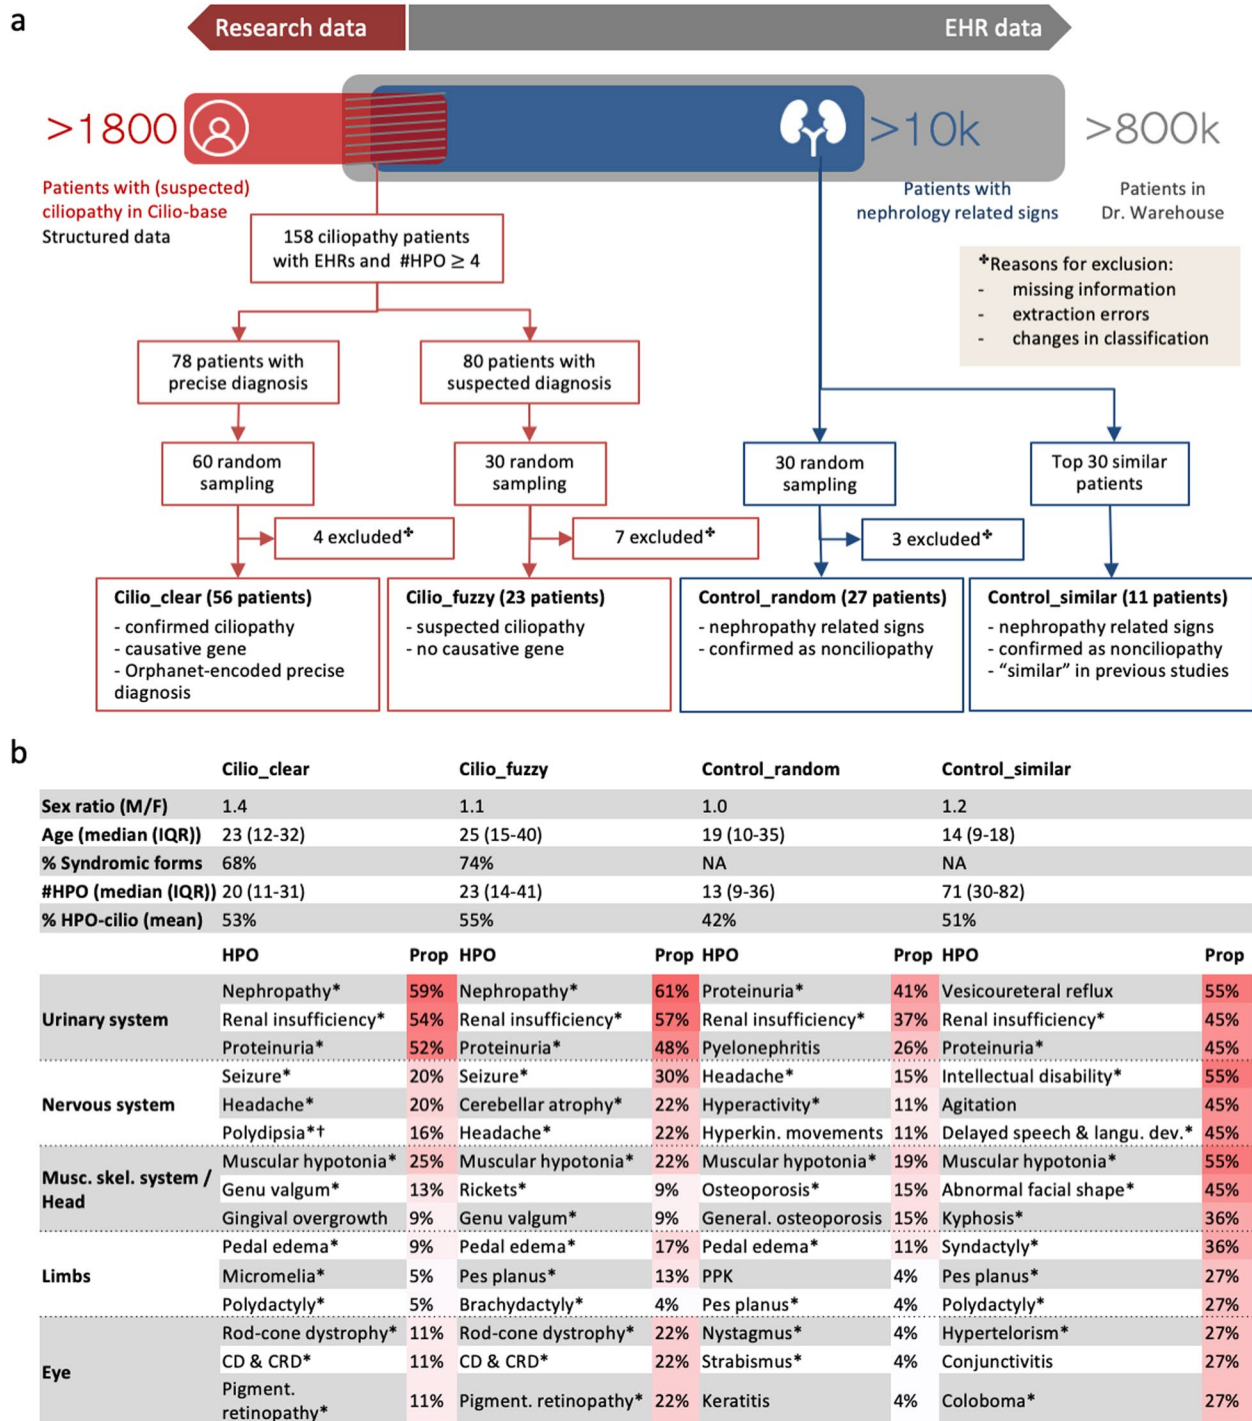 a
Research data
EHR data
>1800
>10k
>800k
Patients with (suspected)
ciliopathy in Cilio-base
Structured data
Patients with
nephrology related signs
Patients in
Dr. Warehouse
158 ciliopathy patients
with EHRs and #HPO ≥ 4
✤Reasons for exclusion:
- missing information
- extraction errors
- changes in classification
78 patients with
precise diagnosis
80 patients with
suspected diagnosis
60 random
sampling
30 random
sampling
30 random
sampling
Top 30 similar
patients
4 excluded✤
7 excluded✤
3 excluded✤
Cilio_clear (56 patients)
- confirmed ciliopathy
- causative gene
- Orphanet-encoded precise
diagnosis
Cilio_fuzzy (23 patients)
- suspected ciliopathy
- no causative gene
Control_random (27 patients)
- nephropathy related signs
- confirmed as nonciliopathy
Control_similar (11 patients)
- nephropathy related signs
- confirmed as nonciliopathy
- “similar” in previous studies
b
Cilio_clear Cilio_fuzzy Control_random Control_similar
Sex ratio (M/F) 1.4 1.1 1.0 1.2
Age (median (IQR)) 23 (12-32) 25 (15-40) 19 (10-35) 14 (9-18)
% Syndromic forms 68% 74% NA NA
#HPO (median (IQR)) 20 (11-31) 23 (14-41) 13 (9-36) 71 (30-82)
% HPO-cilio (mean) 53% 55% 42% 51%
HPO Prop HPO Prop HPO Prop HPO Prop
Urinary system
Nephropathy* 59% Nephropathy* 61% Proteinuria* 41% Vesicoureteral reflux 55%
Renal insufficiency* 54% Renal insufficiency* 57% Renal insufficiency* 37% Renal insufficiency* 45%
Proteinuria* 52% Proteinuria* 48% Pyelonephritis 26% Proteinuria* 45%
Nervous system
Seizure* 20% Seizure* 30% Headache* 15% Intellectual disability* 55%
Headache* 20% Cerebellar atrophy* 22% Hyperactivity* 11% Agitation 45%
Polydipsia*† 16% Headache* 22% Hyperkin. movements 11% Delayed speech & langu. dev.* 45%
Musc. skel. system /
Head
Muscular hypotonia* 25% Muscular hypotonia* 22% Muscular hypotonia* 19% Muscular hypotonia* 55%
Genu valgum* 13% Rickets* 9% Osteoporosis* 15% Abnormal facial shape* 45%
Gingival overgrowth 9% Genu valgum* 9% General. osteoporosis 15% Kyphosis* 36%
Limbs
Pedal edema* 9% Pedal edema* 17% Pedal edema* 11% Syndactyly* 36%
Micromelia* 5% Pes planus* 13% PPK 4% Pes planus* 27%
Polydactyly* 5% Brachydactyly* 4% Pes planus* 4% Polydactyly* 27%
Eye
Rod-cone dystrophy* 11% Rod-cone dystrophy* 22% Nystagmus* 4% Hypertelorism* 27%
CD & CRD* 11% CD & CRD* 22% Strabismus* 4% Conjunctivitis 27%
Pigment.
retinopathy* 11% Pigment. retinopathy* 22% Keratitis 4% Coloboma* 27%